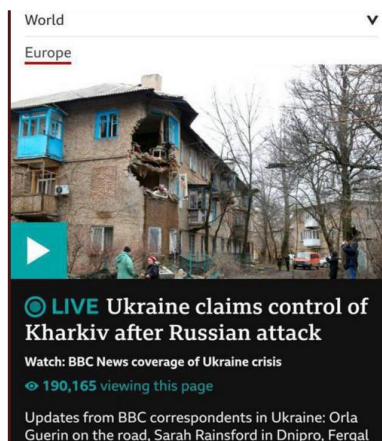 World
Europe
LIVE Ukraine claims control of
Kharkiv after Russian attack
Watch: BBC News coverage of Ukraine crisis
190,165 viewing this page
Updates from BBC correspondents in Ukraine: Orla
Guerin on the road, Sarah Rainsford in Dnipro, Fergal